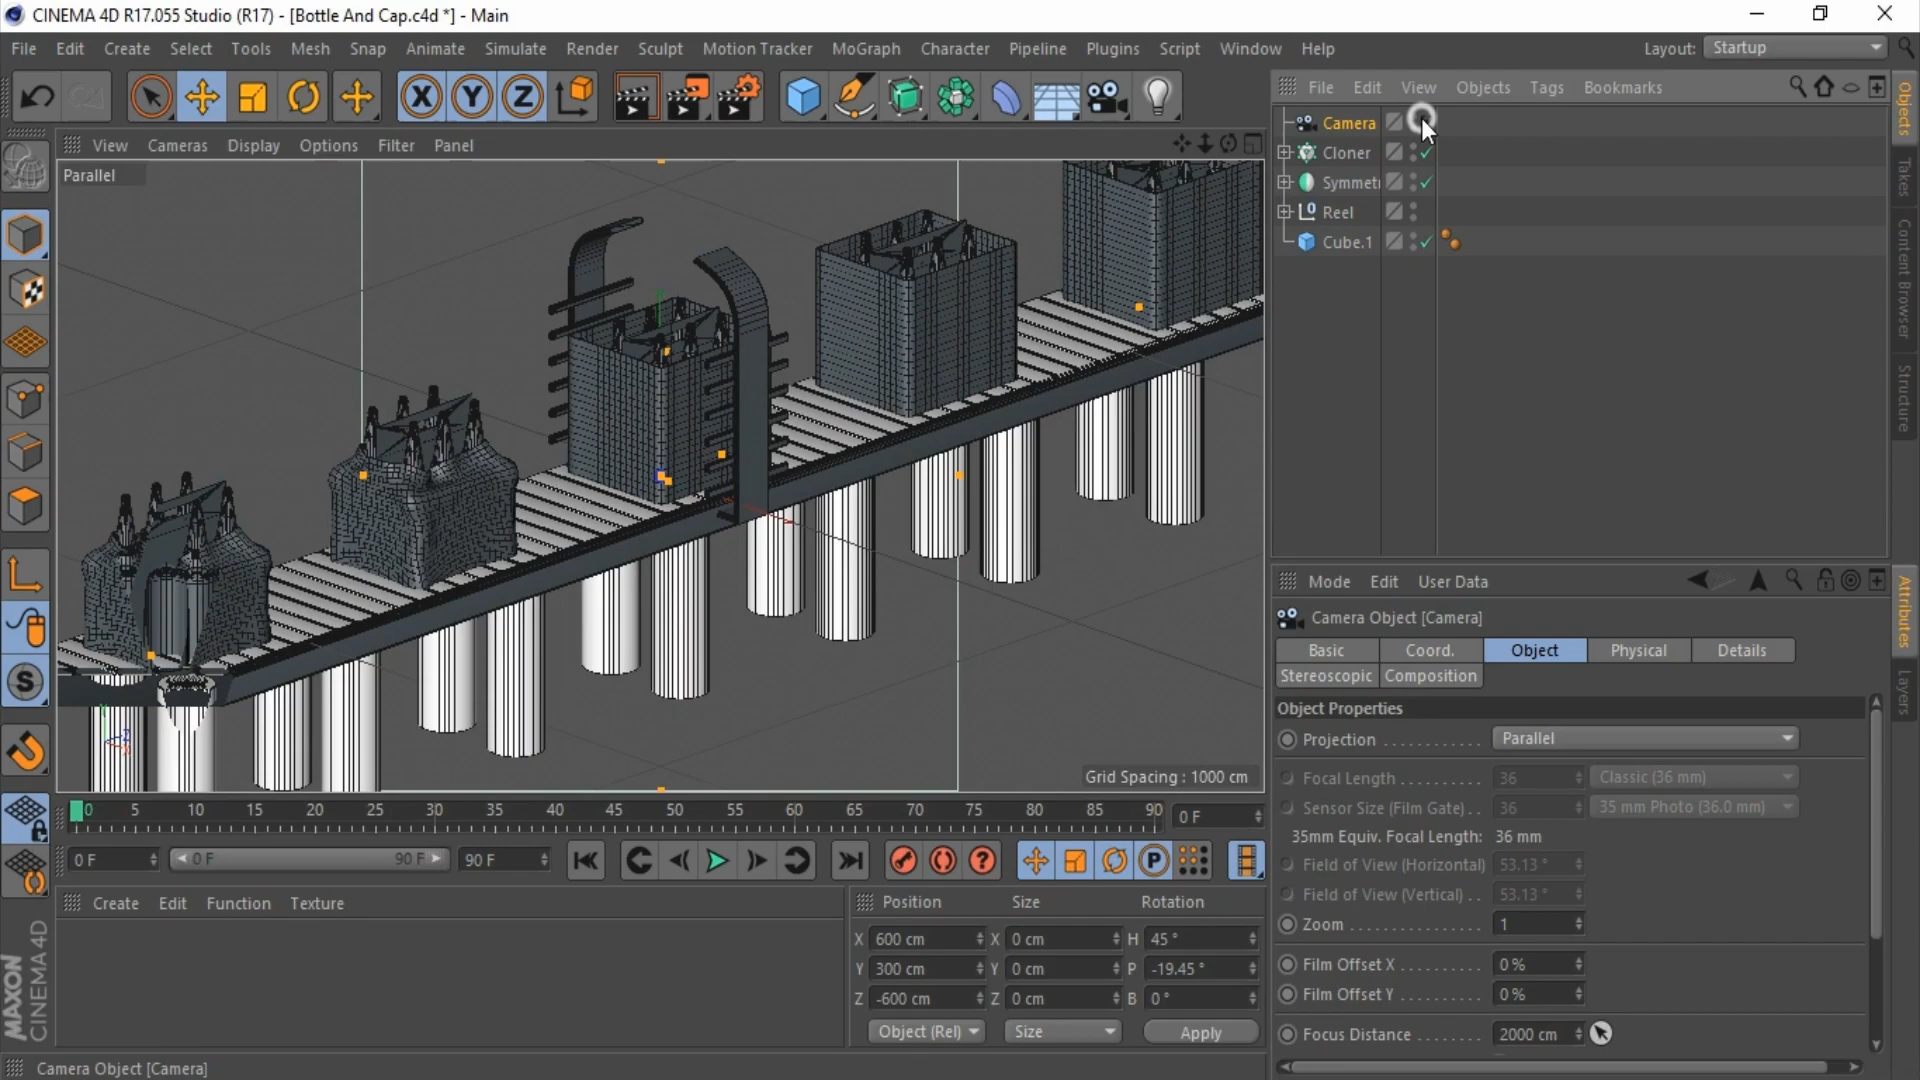 CINEMA 4D R17.055 Studio (R17) - [Bottle And Cap.c4d *] - Main
File Edit Create Select Tools Mesh Snap Animate Simulate Render Sculpt Motion Tracker MoGraph Character Pipeline Plugins Script Window Help Layout: Startup
X Y Z
File Edit View Objects Tags Bookmarks
View Cameras Display Options Filter Panel
Parallel
Camera
Cloner
Symmetr
Reel
Cube.1
Objects
Takes
Content Browser
Structure
Grid Spacing : 1000 cm
0 5 10 15 20 25 30 35 40 45 50 55 60 65 70 75 80 85 90 0 F
0 F 0 F 90 F 90 F
Create Edit Function Texture
Position Size Rotation
X 600 cm X 0 cm H 45 °
Y 300 cm Y 0 cm P -19.45 °
Z -600 cm Z 0 cm B 0 °
Object (Rel) Size Apply
MAXON
CINEMA 4D
Camera Object [Camera]
Mode Edit User Data
Camera Object [Camera]
Basic Coord. Object Physical Details
Stereoscopic Composition
Object Properties
Projection Parallel
Focal Length 36 Classic (36 mm)
Sensor Size (Film Gate) 36 35 mm Photo (36.0 mm)
35mm Equiv. Focal Length: 36 mm
Field of View (Horizontal) 53.13 °
Field of View (Vertical) 53.13 °
Zoom 1
Film Offset X 0 %
Film Offset Y 0 %
Focus Distance 2000 cm
Attributes
Layers